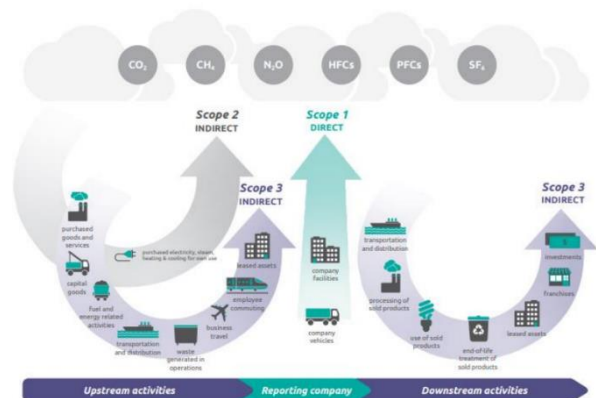 CO₂
CH₄
N₂O
HFCs
PFCs
SF₆
Scope 2
INDIRECT
Scope 1
DIRECT
Scope 3
INDIRECT
Scope 3
INDIRECT
purchased
goods and
services
capital
goods
fuel and
energy related
activities
transportation
and distribution
waste
generated in
operations
business
travel
employee
commuting
leased assets
purchased electricity, steam,
heating & cooling for own use
company
facilities
company
vehicles
transportation
and distribution
processing of
sold products
use of sold
products
end-of-life
treatment of
sold products
leased assets
franchises
investments
Upstream activities
Reporting company
Downstream activities